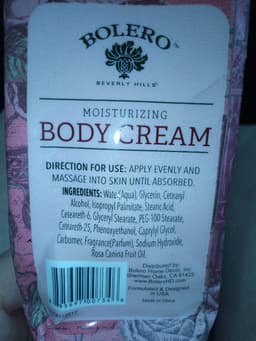 BOLERO
BEVERLY HILLS
MOISTURIZING
BODY CREAM
DIRECTION FOR USE: APPLY EVENLY AND
MASSAGE INTO SKIN UNTIL ABSORBED.
INGREDIENTS: Water (Aqua), Glycerin, Cetearyl
Alcohol, Isopropyl Palmitate, Stearic Acid,
Ceteareth-6, Glyceryl Stearate, PEG-100 Stearate,
Ceteareth-25, Phenoxyethanol, Caprylyl Glycol,
Carbomer, Fragrance(Parfum), Sodium Hydroxide,
Rosa Canina Fruit Oil.
Distributed by:
Bolero Home Decor, Inc.
Sherman Oaks, CA 91423
Formulated & Designed
in USA.
Made in China